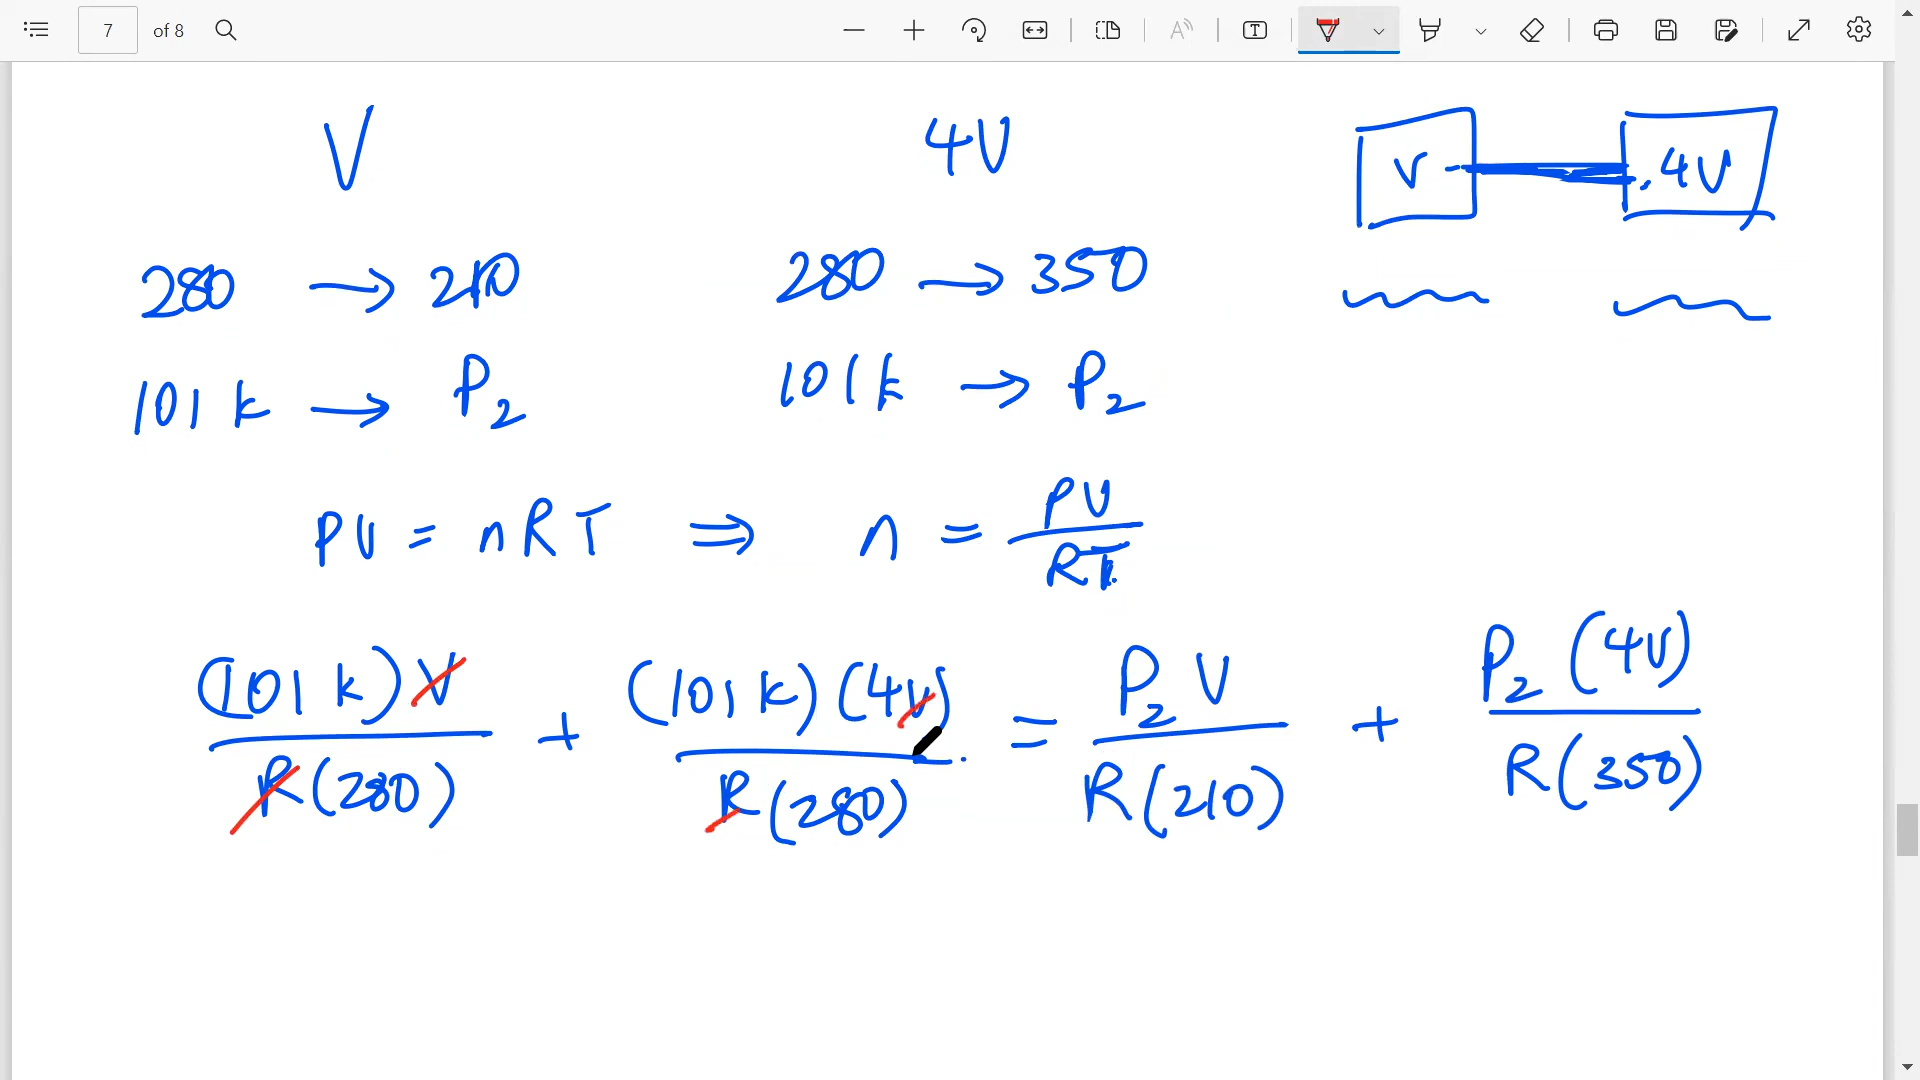 7 of 8
V 4V
V 4V
280 → 210 280 → 350
101 k → P₂ 101 k → P₂
PV = nRT ⇒ n = PV/RT
(101 k)V/R(280) + (101 k)(4V)/R(280) = P₂V/R(210) + P₂(4V)/R(350)